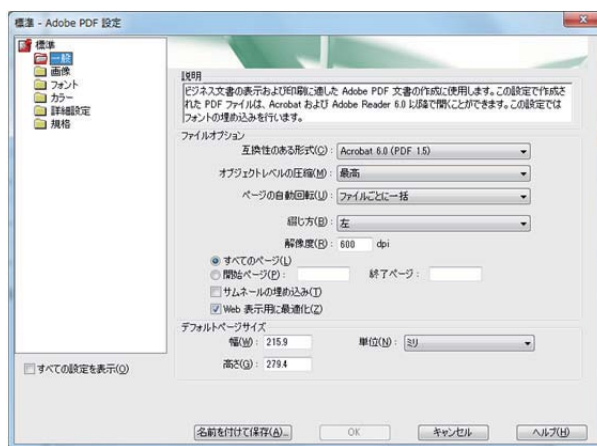 標準 - Adobe PDF 設定
標準
一般
画像
フォント
カラー
詳細設定
規格
すべての設定を表示(O)
説明
ビジネス文書の表示および印刷に適した Adobe PDF 文書の作成に使用します。この設定で作成さ
れた PDF ファイルは、Acrobat および Adobe Reader 6.0 以降で開くことができます。この設定では
フォントの埋め込みを行います。
ファイルオプション
互換性のある形式(C): Acrobat 6.0 (PDF 1.5)
オブジェクトレベルの圧縮(M): 最高
ページの自動回転(U): ファイルごとに一括
綴じ方(B): 左
解像度(R): 600 dpi
すべてのページ(L)
開始ページ(P): 終了ページ:
サムネールの埋め込み(T)
Web 表示用に最適化(Z)
デフォルトページサイズ
幅(W): 215.9 単位(N): ミリ
高さ(G): 279.4
名前を付けて保存(A)... OK キャンセル ヘルプ(H)